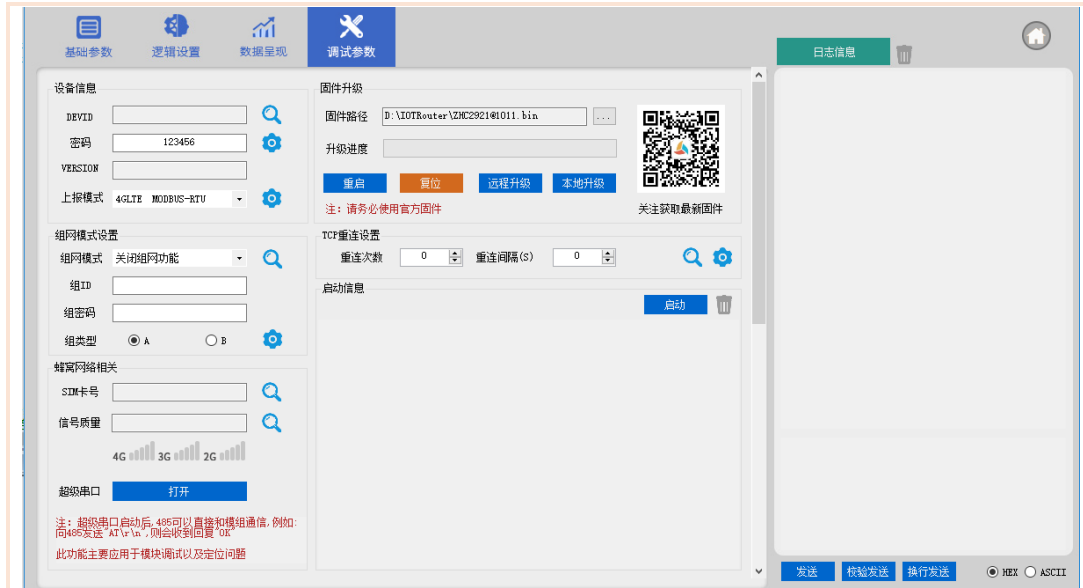 基础参数
逻辑设置
数据呈现
调试参数
日志信息
设备信息
DEVID
密码 123456
VERSION
上报模式 4GLTE MODBUS-RTU
组网模式设置
组网模式 关闭组网功能
组ID
组密码
组类型 A B
蜂窝网络相关
SIM卡号
信号质量
4G 3G 2G
超级串口 打开
注: 超级串口启动后, 485可以直接和模组通信, 例如:
向485发送"AT\r\n", 则会收到回复"OK"
此功能主要应用于模块调试以及定位问题
固件升级
固件路径 D:\IOTRouter\ZHC2921@1011.bin ...
升级进度
重启 复位 远程升级 本地升级
注: 请务必使用官方固件
关注获取最新固件
TCP重连设置
重连次数 0 重连间隔(S) 0
启动信息
启动
发送 校验发送 换行发送 HEX ASCII